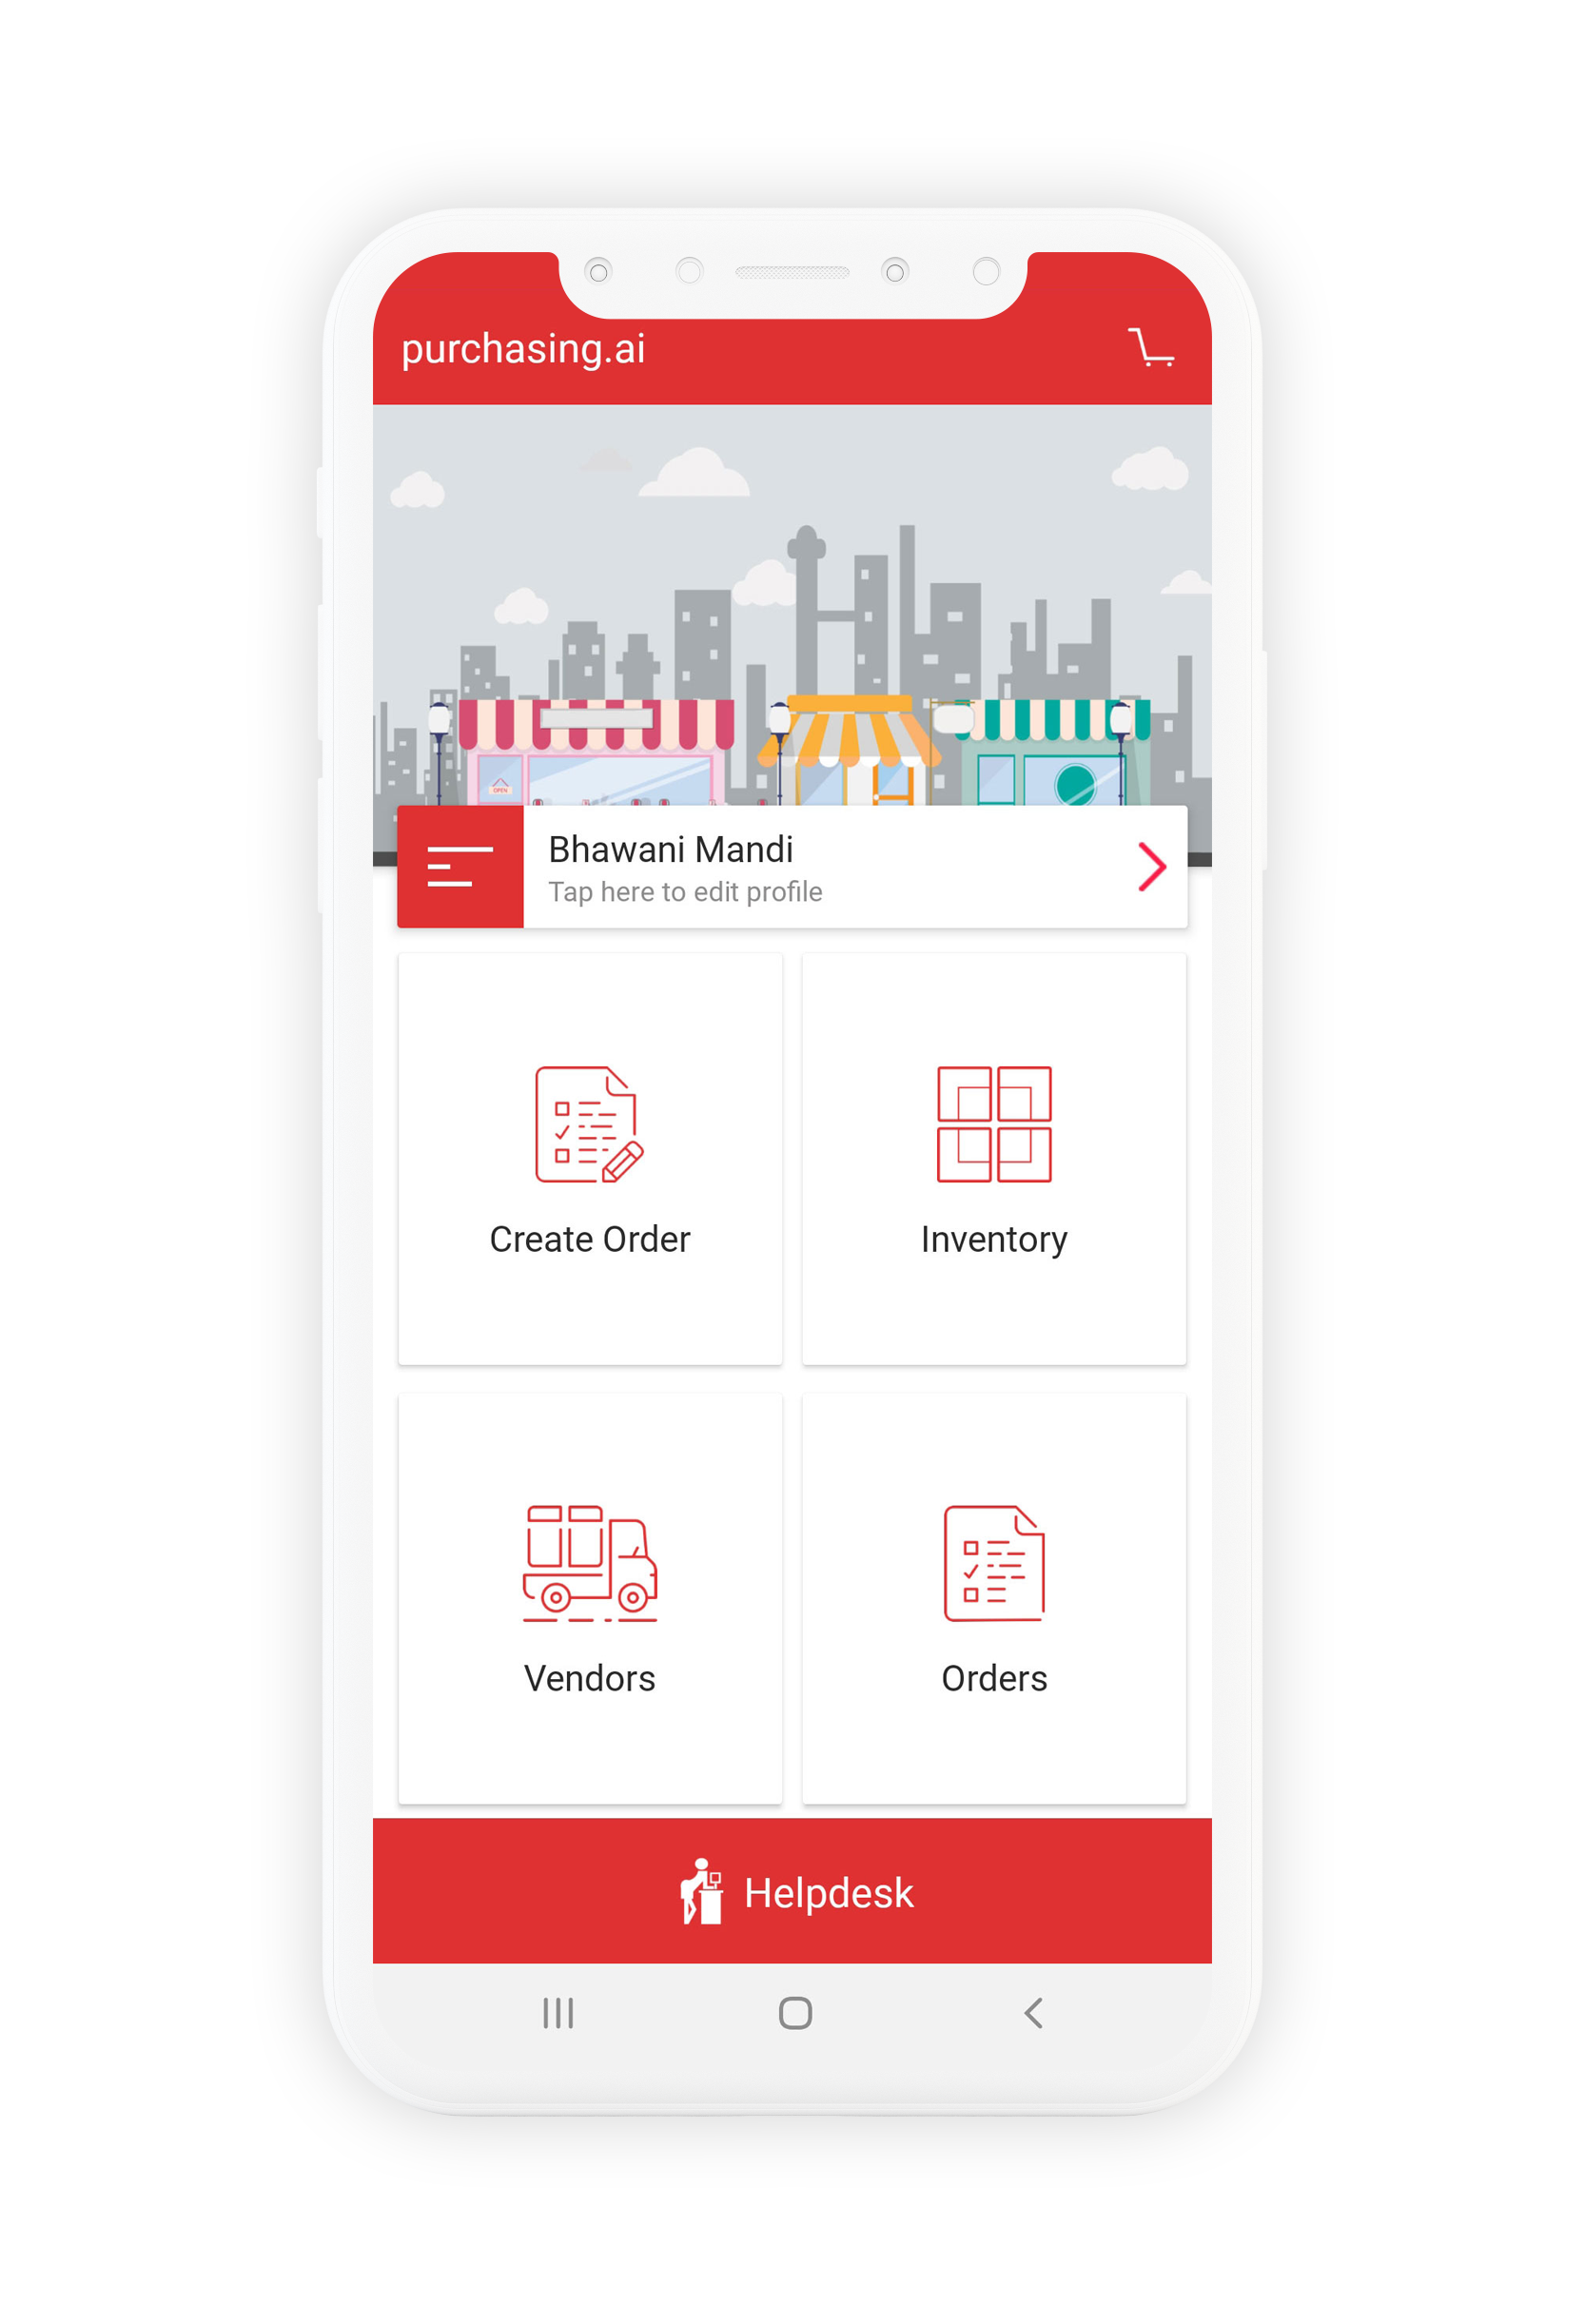 purchasing.ai
OPEN
Bhawani Mandi
Tap here to edit profile
Create Order
Inventory
Vendors
Orders
Helpdesk